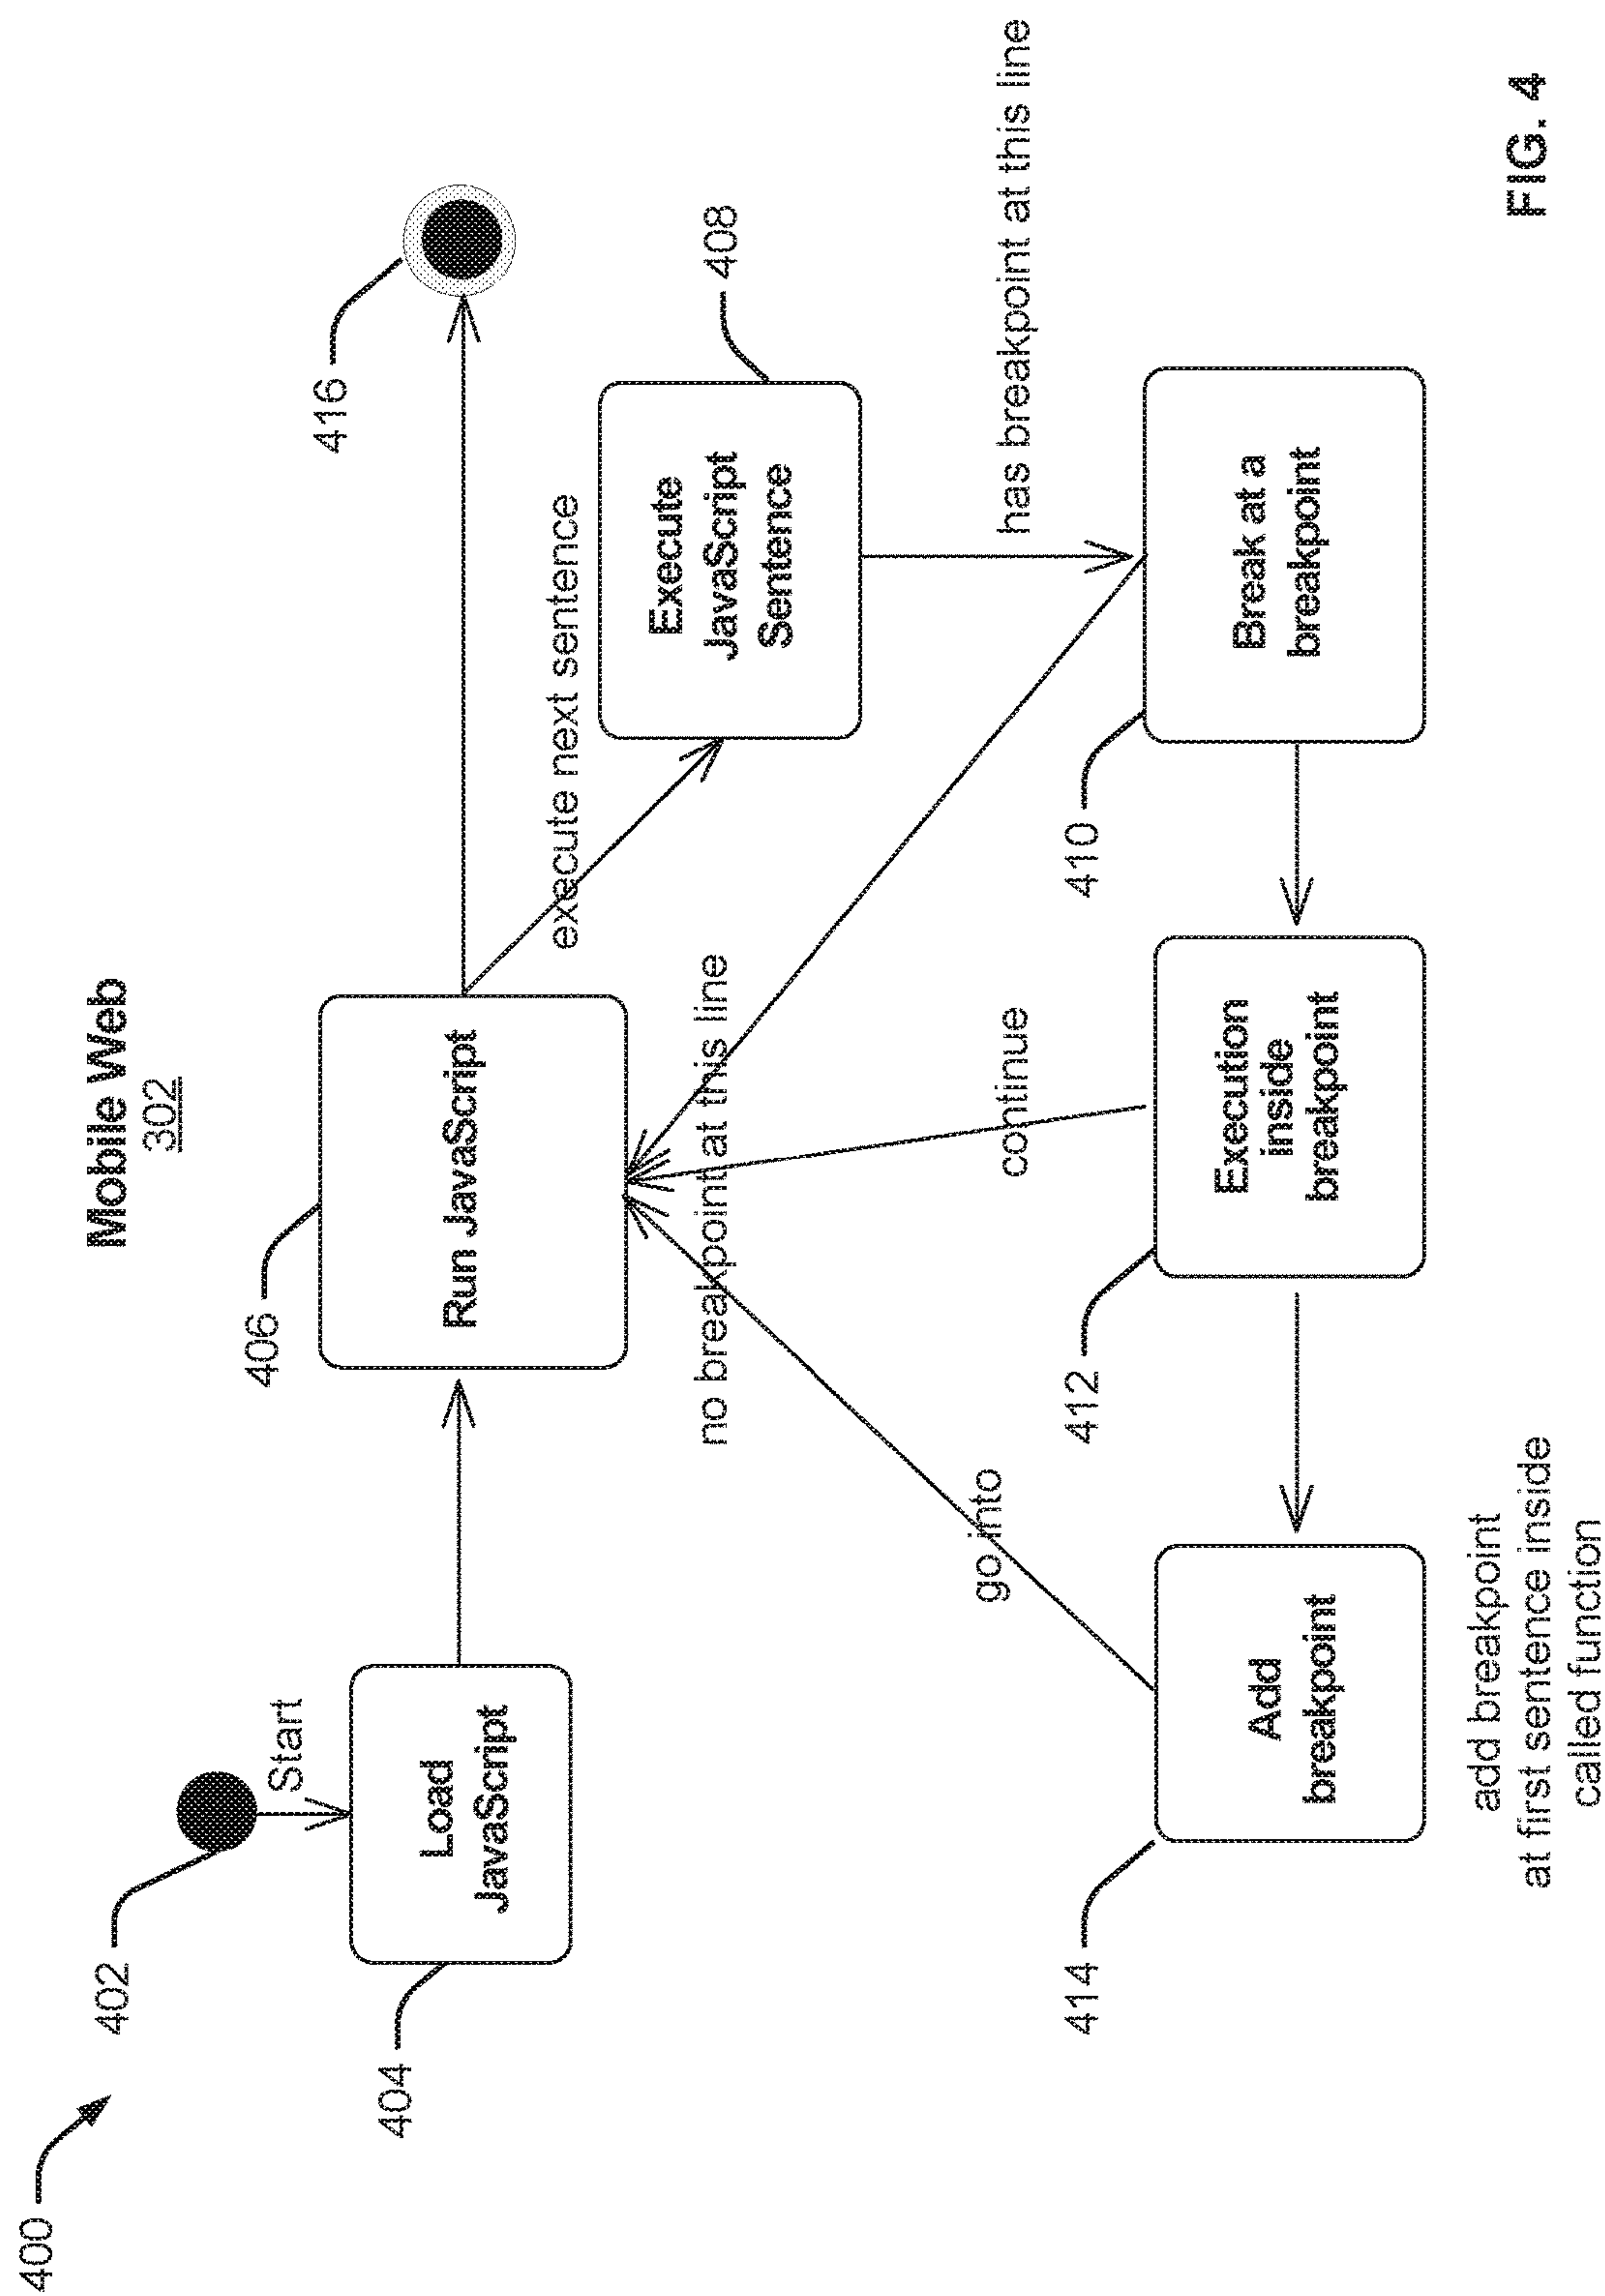 Mobile Web
302
400
402
Start
404
Load
JavaScript
406
Run JavaScript
416
execute next sentence
Execute
JavaScript
Sentence
408
no breakpoint at this line
has breakpoint at this line
go into
continue
414
Add
breakpoint
412
Execution
inside
breakpoint
410
Break at a
breakpoint
add breakpoint
at first sentence inside
called function
FIG. 4